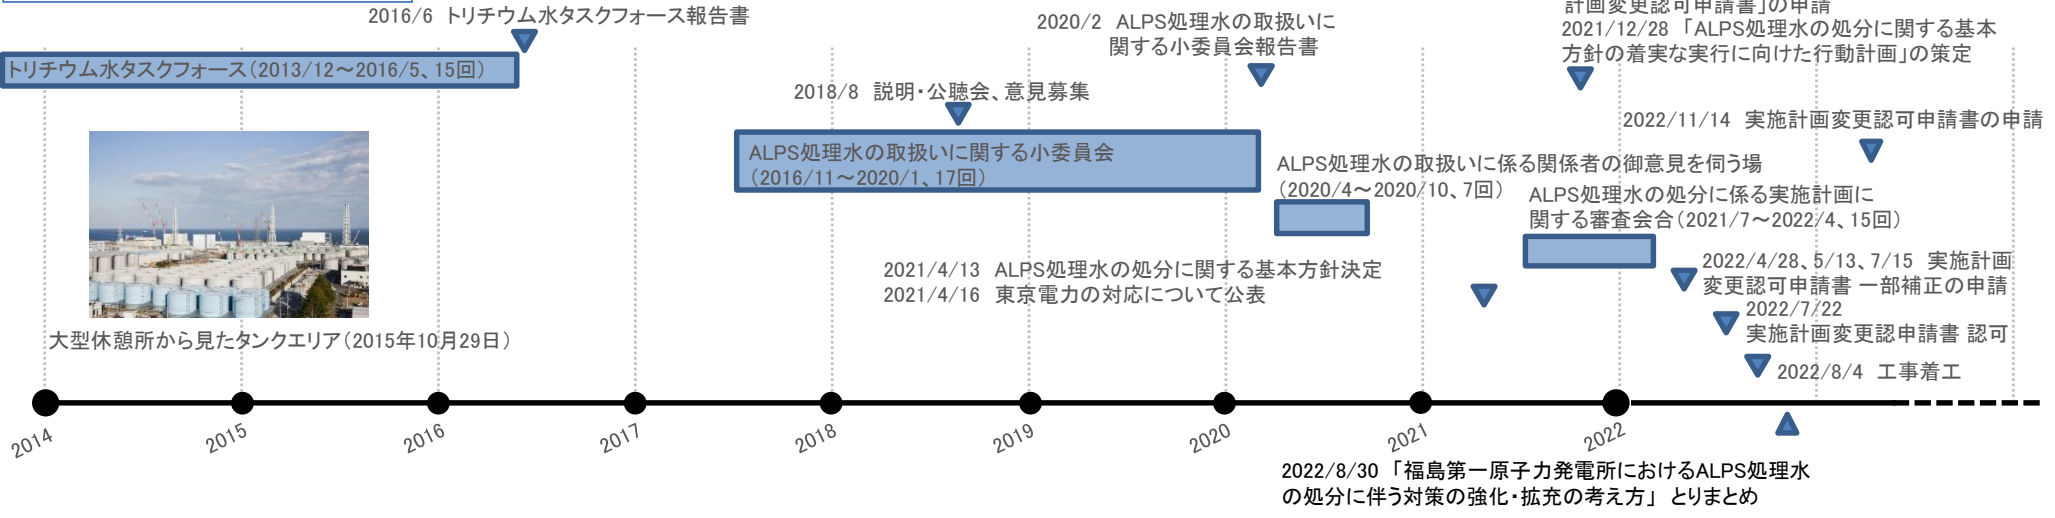 2016/6 トリチウム水タスクフォース報告書
トリチウム水タスクフォース(2013/12～2016/5、15回)
2018/8 説明・公聴会、意見募集
2020/2 ALPS処理水の取扱いに
関する小委員会報告書
計画変更認可申請書」の申請
2021/12/28 「ALPS処理水の処分に関する基本
方針の着実な実行に向けた行動計画」の策定
2022/11/14 実施計画変更認可申請書の申請
ALPS処理水の取扱いに関する小委員会
(2016/11～2020/1、17回)
ALPS処理水の取扱いに係る関係者の御意見を伺う場
(2020/4～2020/10、7回)
ALPS処理水の処分に係る実施計画に
関する審査会合(2021/7～2022/4、15回)
2021/4/13 ALPS処理水の処分に関する基本方針決定
2021/4/16 東京電力の対応について公表
2022/4/28、5/13、7/15 実施計画
変更認可申請書 一部補正の申請
2022/7/22
実施計画変更認申請書 認可
2022/8/4 工事着工
大型休憩所から見たタンクエリア(2015年10月29日)
2014
2015
2016
2017
2018
2019
2020
2021
2022
2022/8/30 「福島第一原子力発電所におけるALPS処理水
の処分に伴う対策の強化・拡充の考え方」 とりまとめ